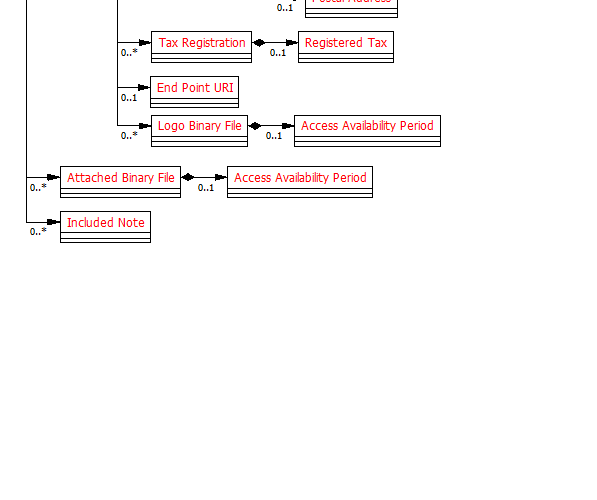 Postal Address
0..1
Tax Registration
Registered Tax
0..*
0..1
End Point URI
0..1
Logo Binary File
Access Availability Period
0..*
0..1
Attached Binary File
Access Availability Period
0..*
0..1
Included Note
0..*